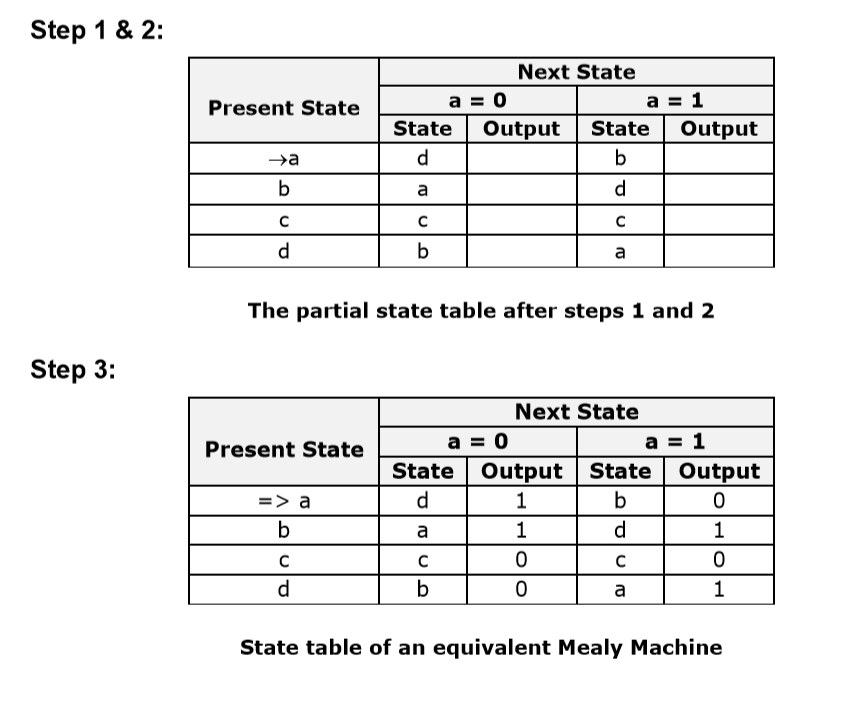 Step 1 & 2:
Next State
Present State
a = 0 a = 1
State Output State Output
→a d b
b a d
c c c
d b a
The partial state table after steps 1 and 2
Step 3:
Next State
Present State
a = 0 a = 1
State Output State Output
=> a d 1 b 0
b a 1 d 1
c c 0 c 0
d b 0 a 1
State table of an equivalent Mealy Machine